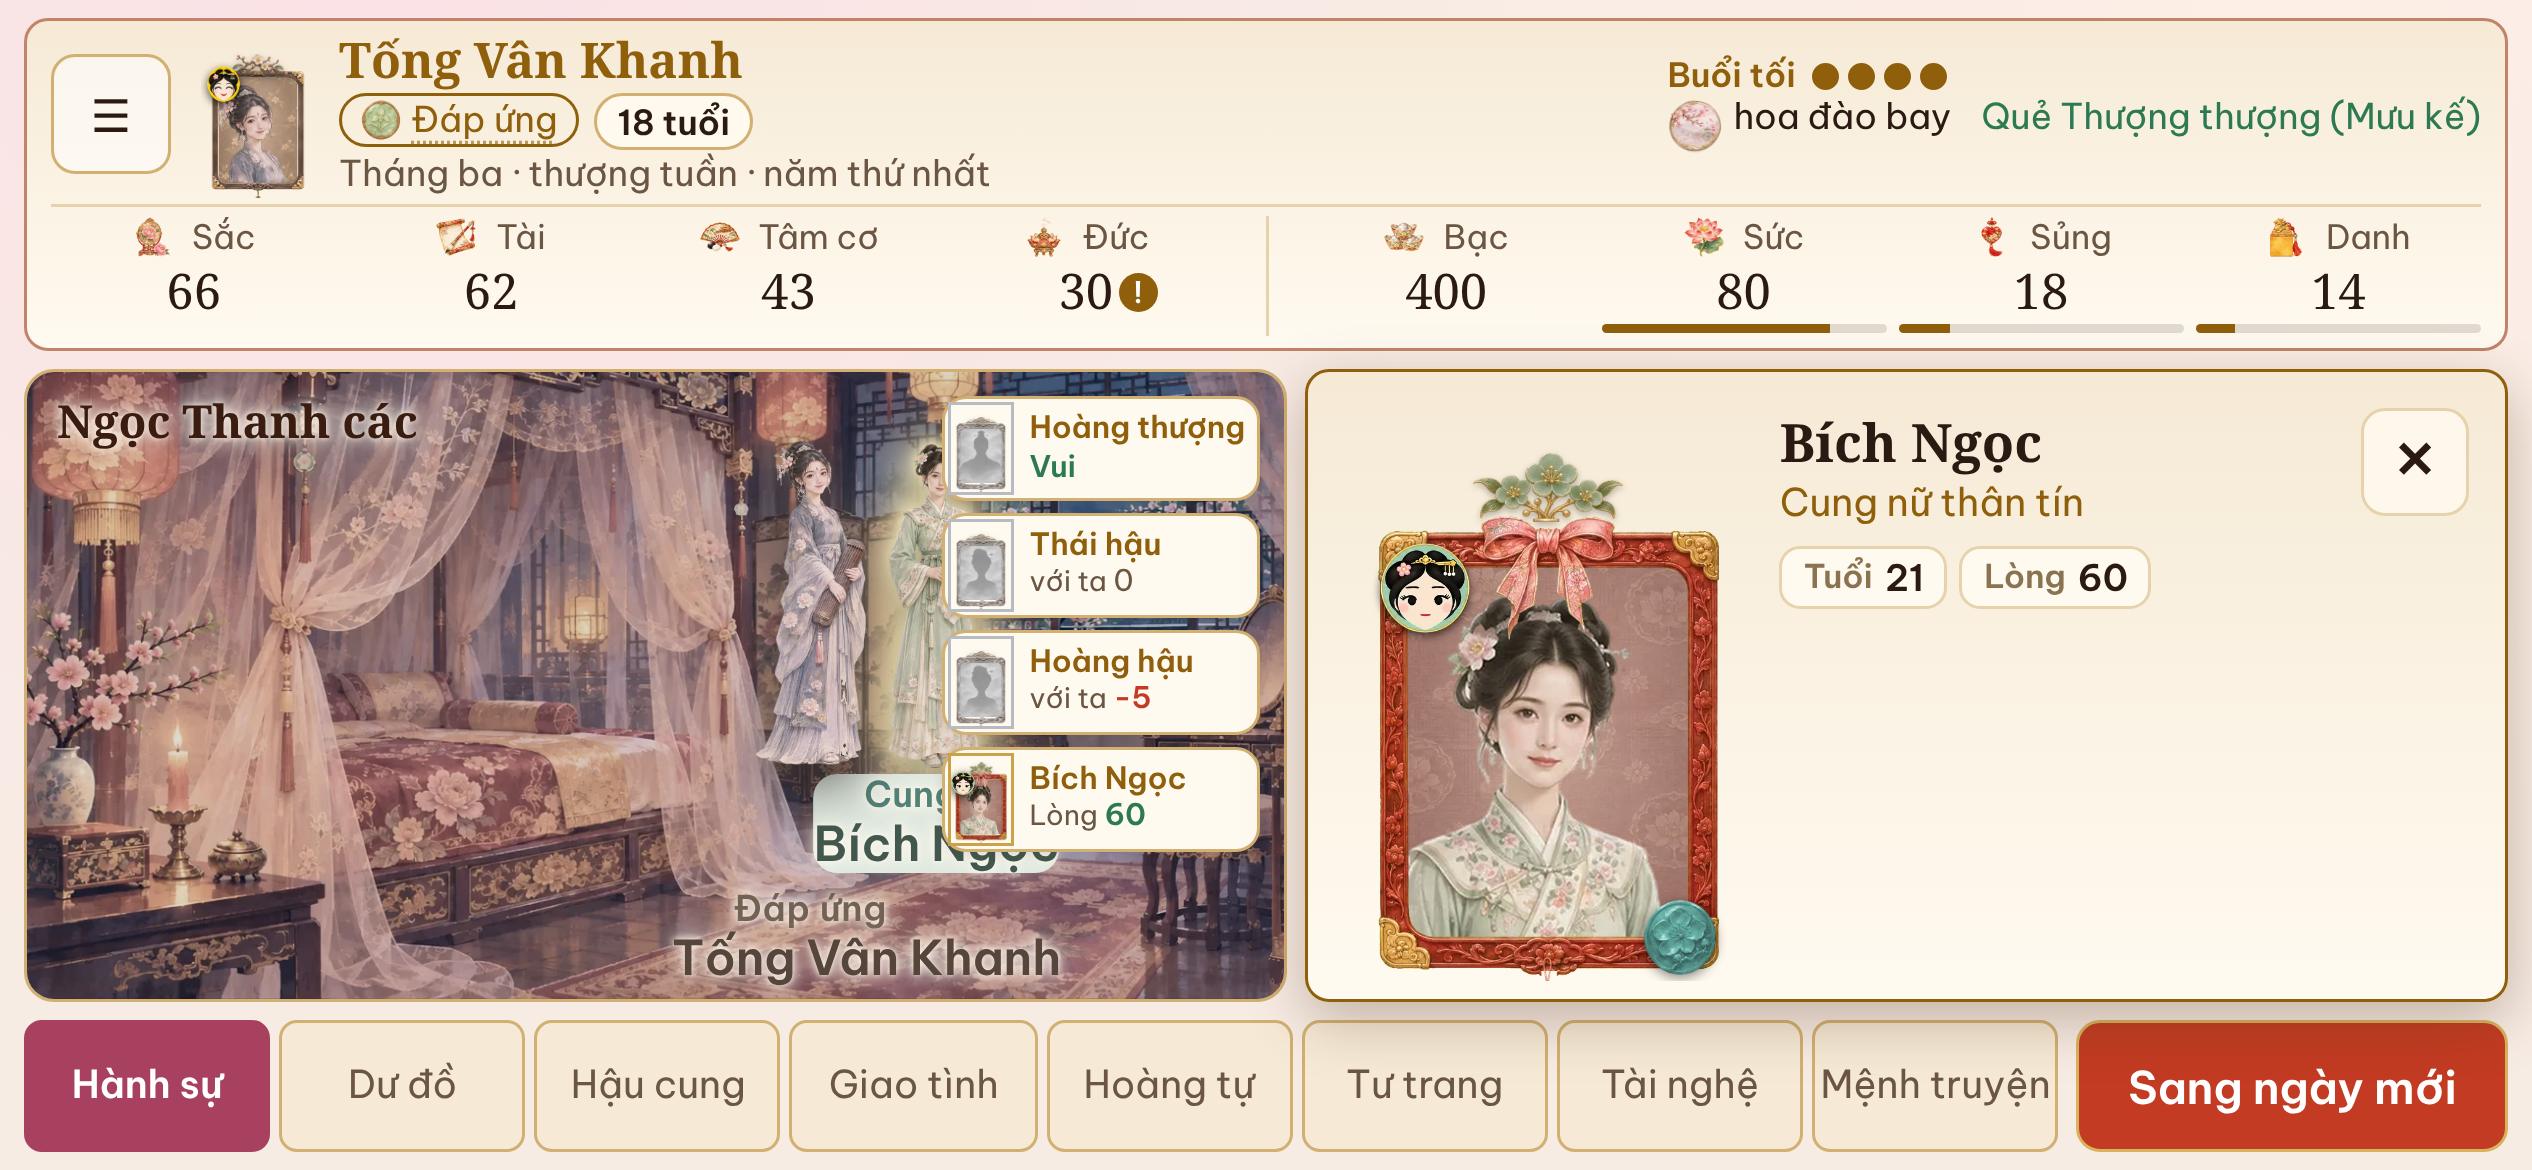 ☰
Tống Vân Khanh
Đáp ứng
18 tuổi
Tháng ba · thượng tuần · năm thứ nhất
Buổi tối
hoa đào bay
Quẻ Thượng thượng (Mưu kế)
Sắc
66
Tài
62
Tâm cơ
43
Đức
30 !
Bạc
400
Sức
80
Sủng
18
Danh
14
Ngọc Thanh các
Hoàng thượng
Vui
Thái hậu
với ta 0
Hoàng hậu
với ta -5
Bích Ngọc
Lòng 60
Cung
Bích Ngọc
Đáp ứng
Tống Vân Khanh
Bích Ngọc
Cung nữ thân tín
Tuổi 21
Lòng 60
✕
Hành sự
Dư đồ
Hậu cung
Giao tình
Hoàng tự
Tư trang
Tài nghệ
Mệnh truyện
Sang ngày mới